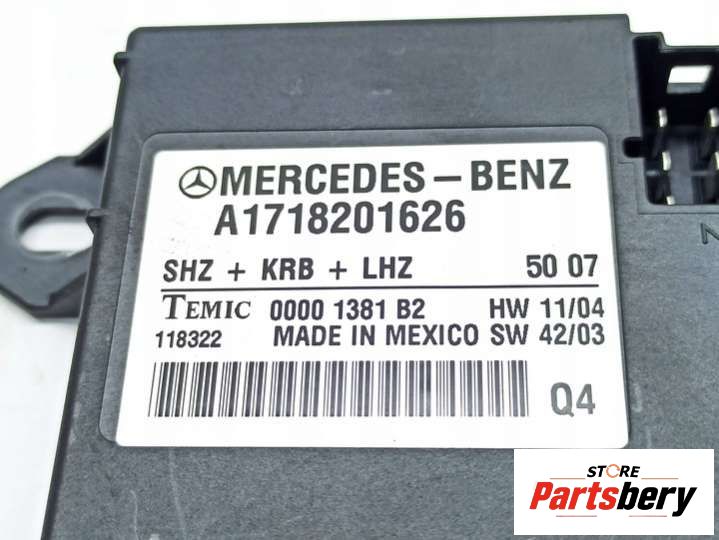 MERCEDES-BENZ
A1718201626
SHZ + KRB + LHZ 50 07
TEMIC 0000 1381 B2 HW 11/04
118322 MADE IN MEXICO SW 42/03
Q4
STORE
Partsbery